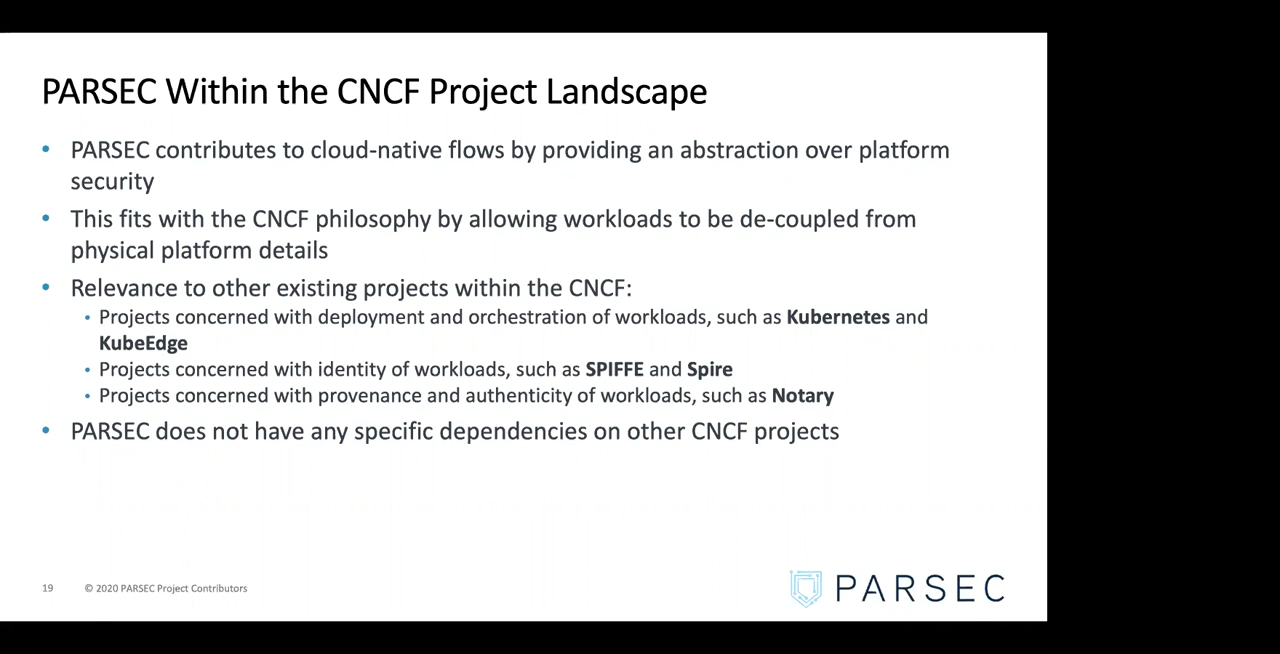 PARSEC Within the CNCF Project Landscape
• PARSEC contributes to cloud-native flows by providing an abstraction over platform
security
• This fits with the CNCF philosophy by allowing workloads to be de-coupled from
physical platform details
• Relevance to other existing projects within the CNCF:
• Projects concerned with deployment and orchestration of workloads, such as Kubernetes and
KubeEdge
• Projects concerned with identity of workloads, such as SPIFFE and Spire
• Projects concerned with provenance and authenticity of workloads, such as Notary
• PARSEC does not have any specific dependencies on other CNCF projects
19 © 2020 PARSEC Project Contributors
PARSEC